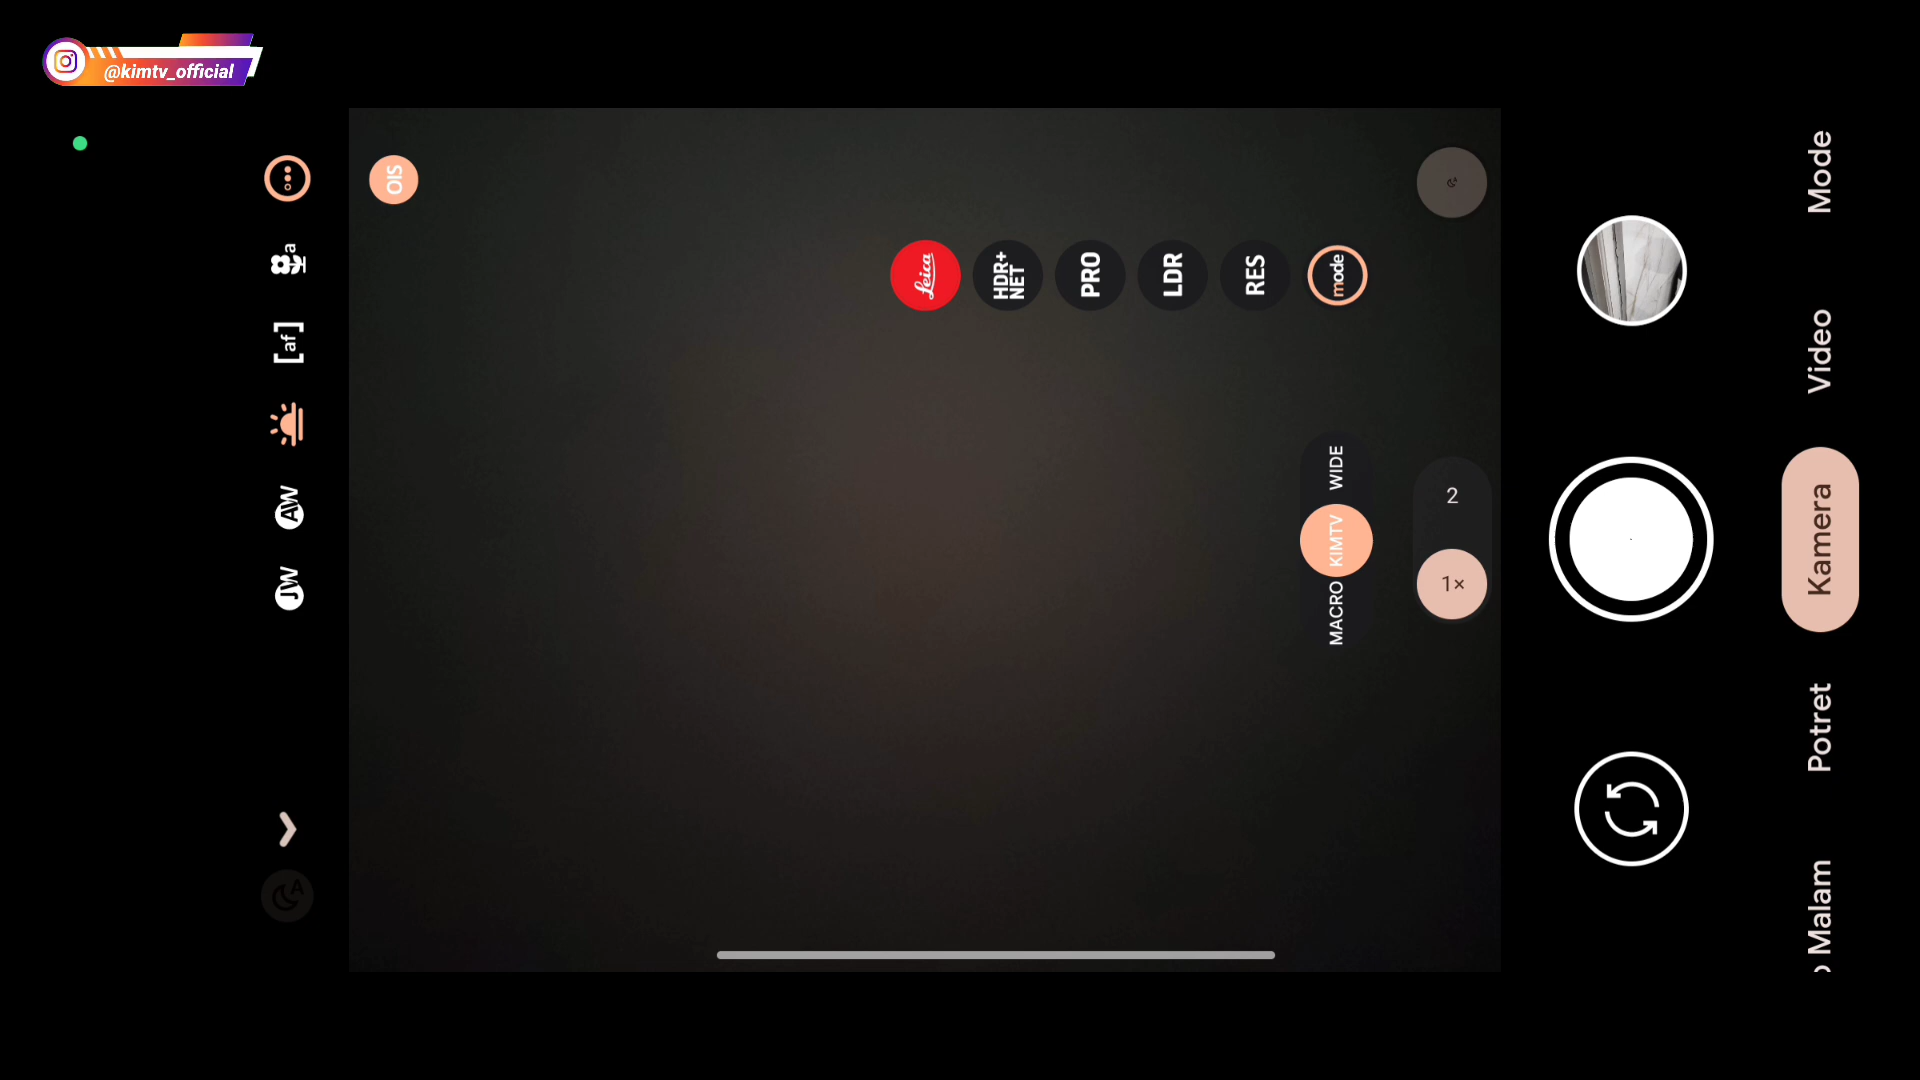 @kimtv_official
OIS
a
[af]
AW
JW
A
Leica
HDR+
NET
PRO
LDR
RES
mode
WIDE
KIMTV
MACRO
2
1×
Mode
Video
Kamera
Potret
Malam